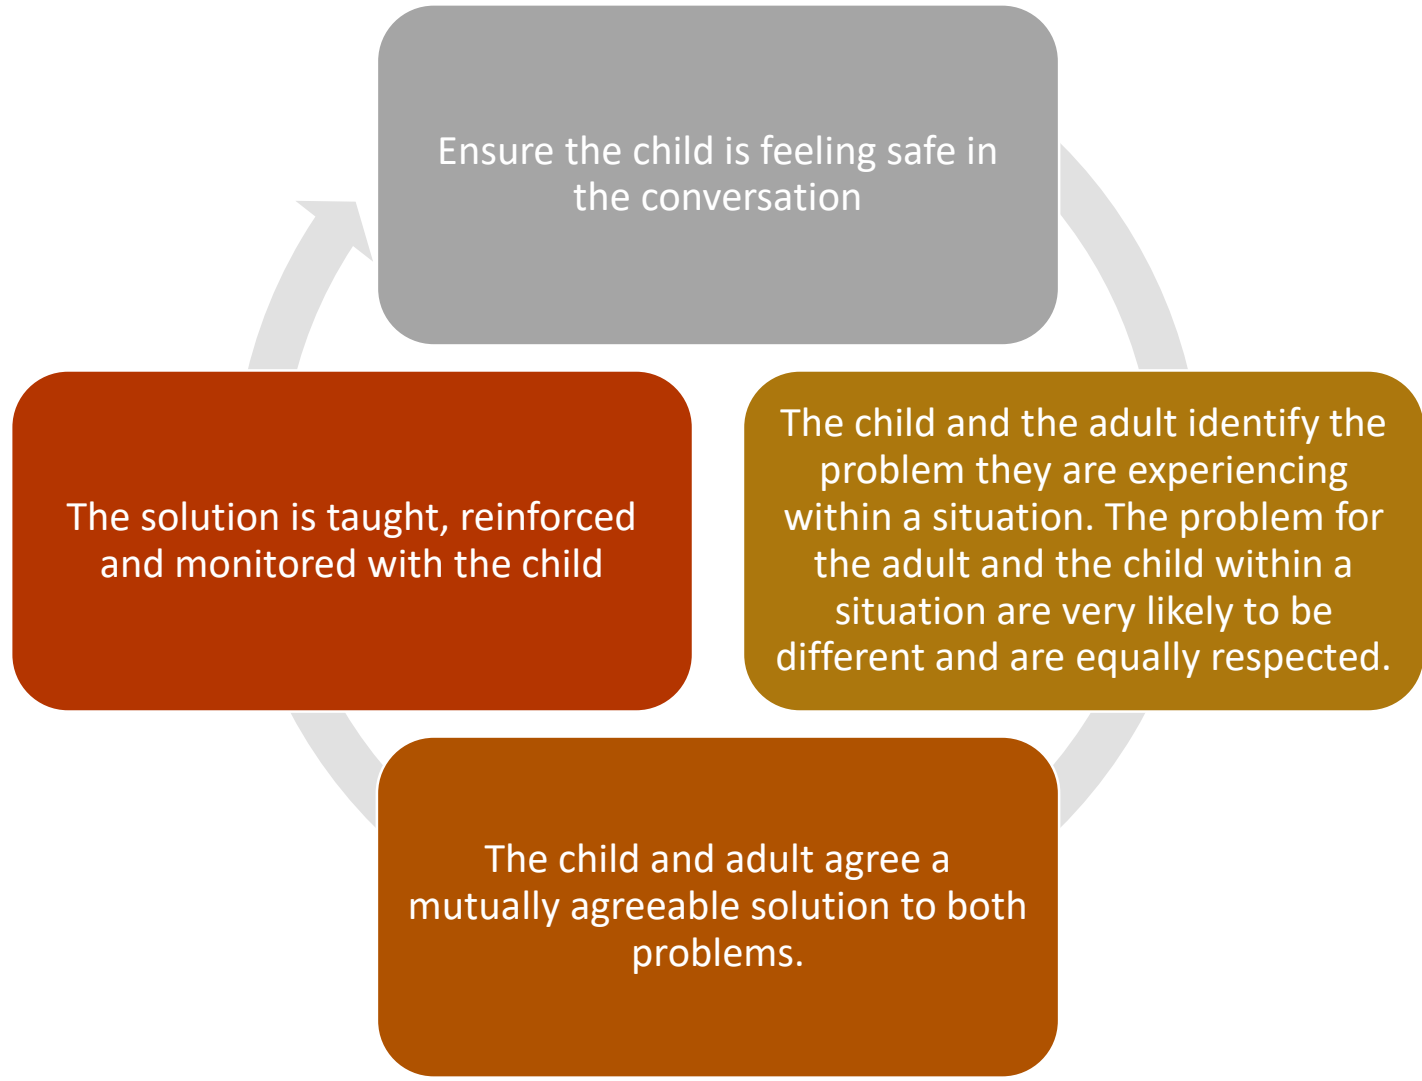 Ensure the child is feeling safe in
the conversation
The child and the adult identify the
problem they are experiencing
within a situation. The problem for
the adult and the child within a
situation are very likely to be
different and are equally respected.
The child and adult agree a
mutually agreeable solution to both
problems.
The solution is taught, reinforced
and monitored with the child